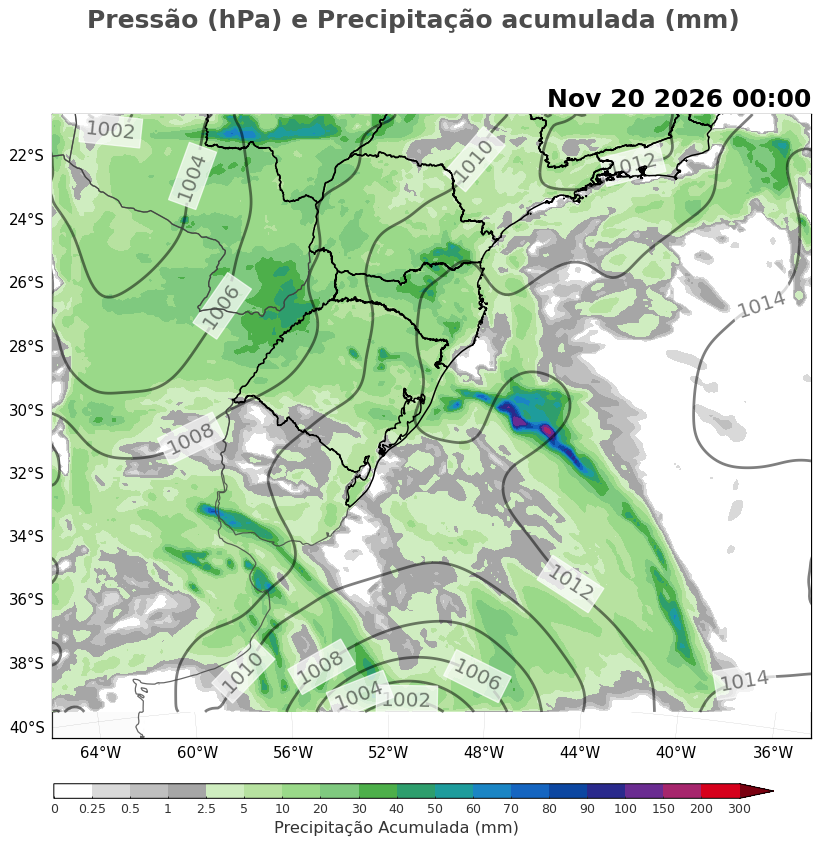 Pressão (hPa) e Precipitação acumulada (mm)
Nov 20 2026 00:00
1002
1004
1010
1012
22°S
24°S
26°S
1006
1014
28°S
30°S
1008
32°S
34°S
1012
36°S
38°S
1010
1008
1004
1002
1006
1014
40°S
64°W 60°W 56°W 52°W 48°W 44°W 40°W 36°W
0 0.25 0.5 1 2.5 5 10 20 30 40 50 60 70 80 90 100 150 200 300
Precipitação Acumulada (mm)